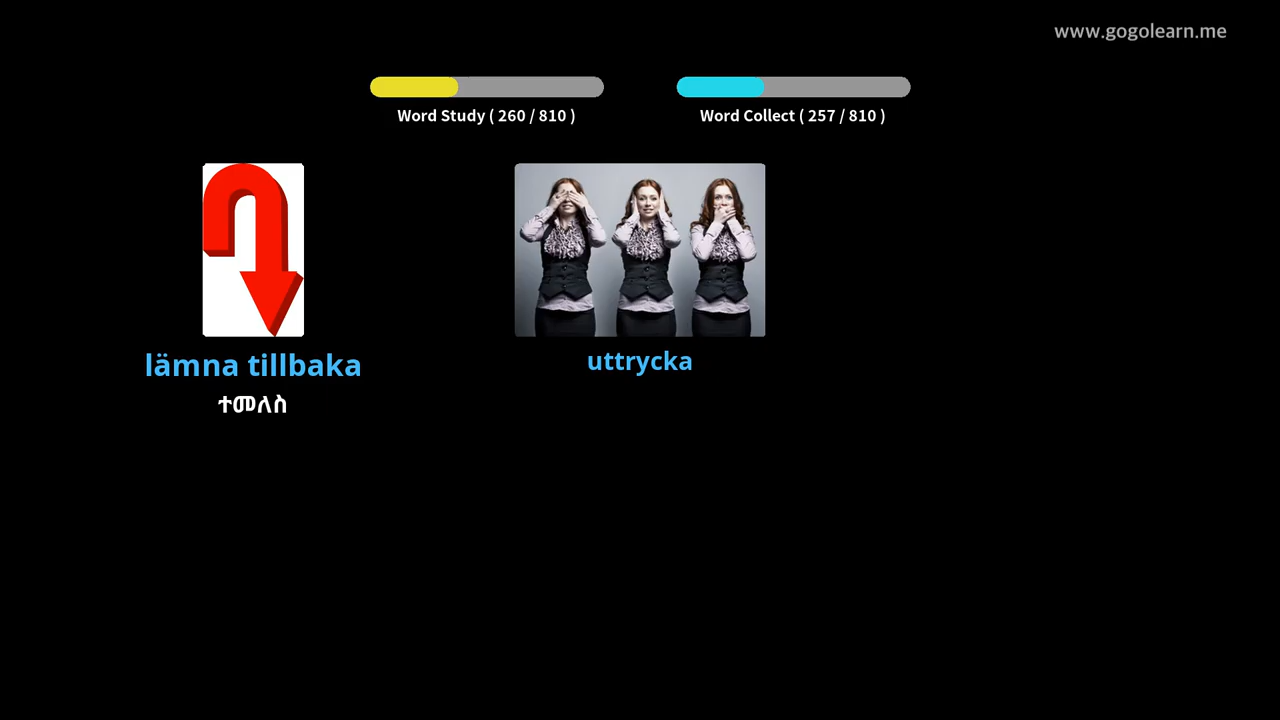 www.gogolearn.me
Word Study ( 260 / 810 )
Word Collect ( 257 / 810 )
lämna tillbaka
ተመለስ
uttrycka